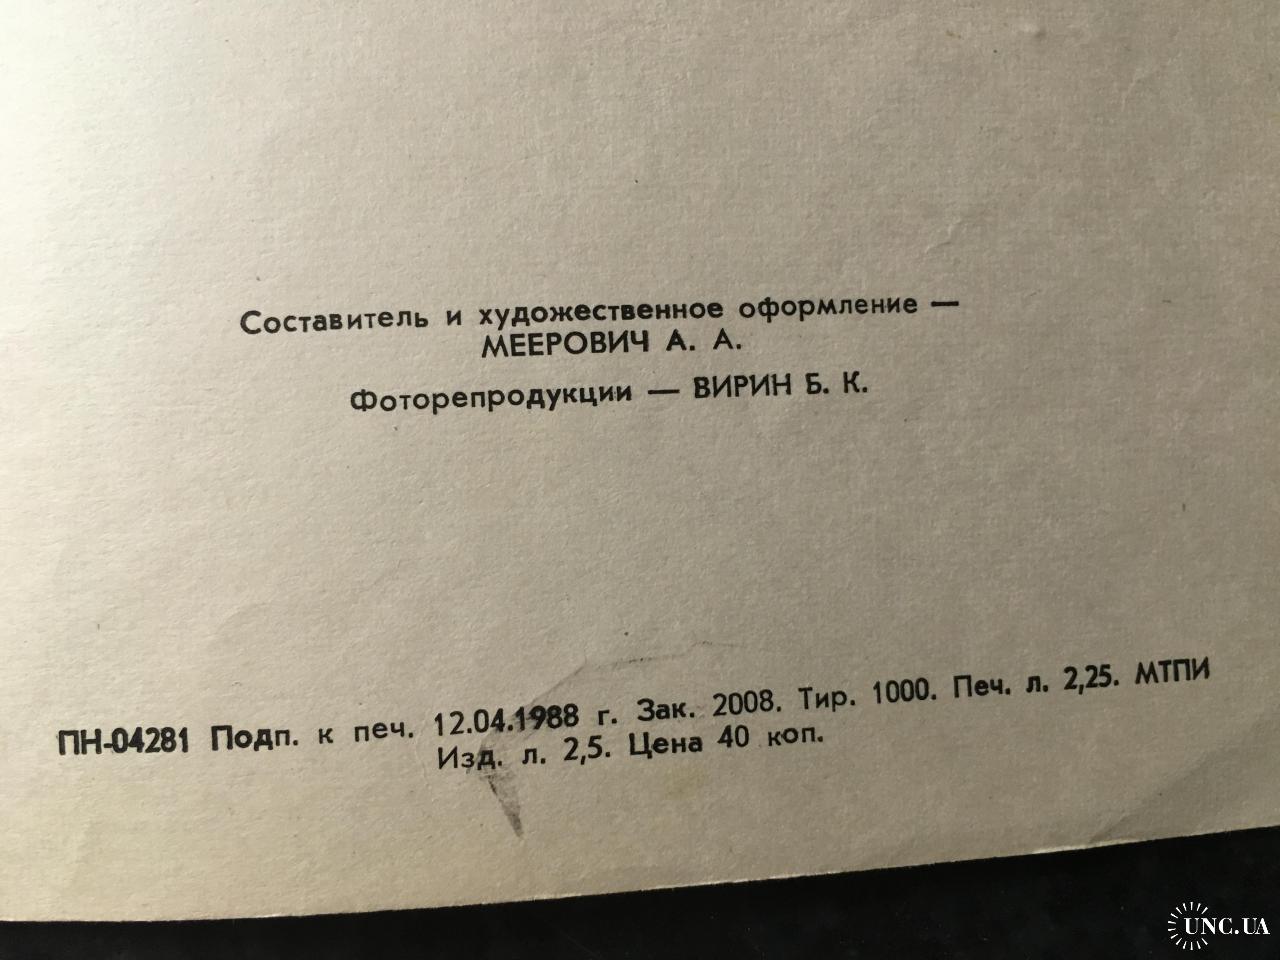 Составитель и художественное оформление —
МЕЕРОВИЧ А. А.
Фоторепродукции — ВИРИН Б. К.
ПН-04281 Подп. к печ. 12.04.1988 г. Зак. 2008. Тир. 1000. Печ. л. 2,25. МТПИ
Изд. л. 2,5. Цена 40 коп.
UNC.UA